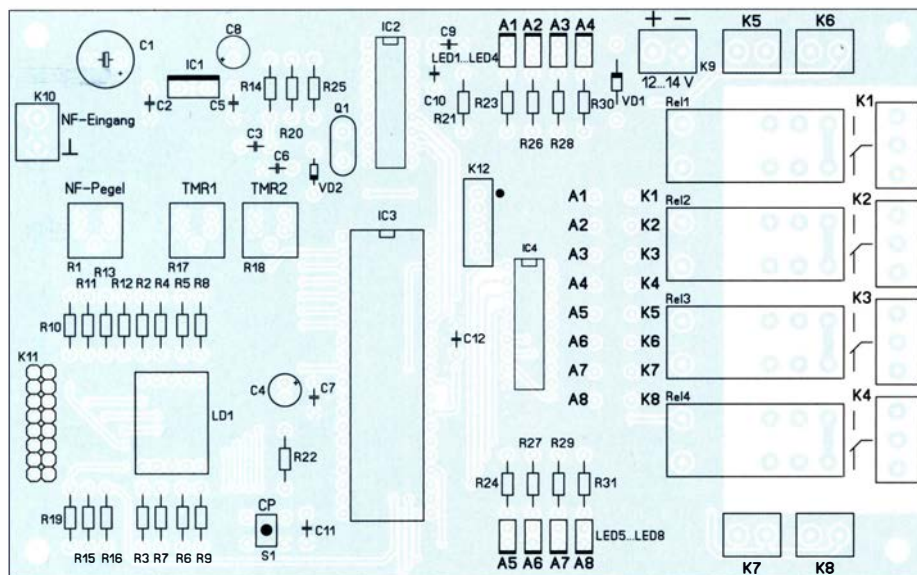 C1
C8
IC1
C2
C5
R14
R25
R20
IC2
C9
LED1...LED4
C10
R21
A1 A2 A3 A4
R23
R26 R28
R30
VD1
+ −
K9
12...14 V
K5 K6
K10
NF-Eingang
C3
C6
Q1
VD2
Rel1
K1
NF-Pegel
TMR1
TMR2
R1
R13
R17
R18
IC3
K12
IC4
A1 K1
A2 K2
A3 K3
A4 K4
A5 K5
A6 K6
A7 K7
A8 K8
Rel2
K2
Rel3
K3
Rel4
K4
R11 R12 R2 R4 R5 R8
R10
K11
LD1
C4
C7
C12
R22
R19
R15 R16 R3 R7 R6 R9
CP
S1
C11
R27 R29
R24
R31
LED5...LED8
A5 A6 A7 A8
K7 K8